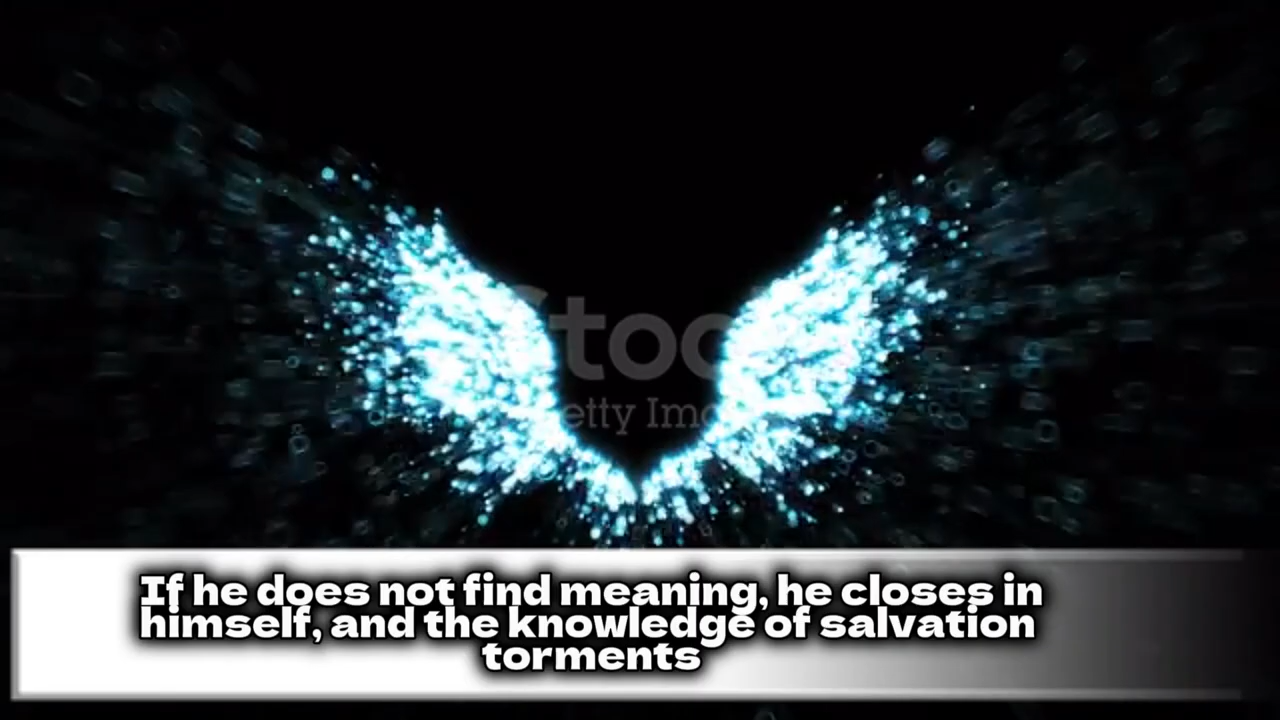 If he does not find meaning, he closes in
himself, and the knowledge of salvation
torments